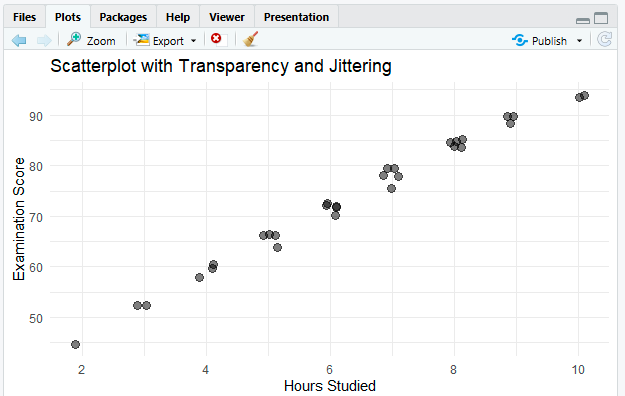 Files Plots Packages Help Viewer Presentation
Zoom Export Publish
Scatterplot with Transparency and Jittering
Examination Score
90
80
70
60
50
2 4 6 8 10
Hours Studied